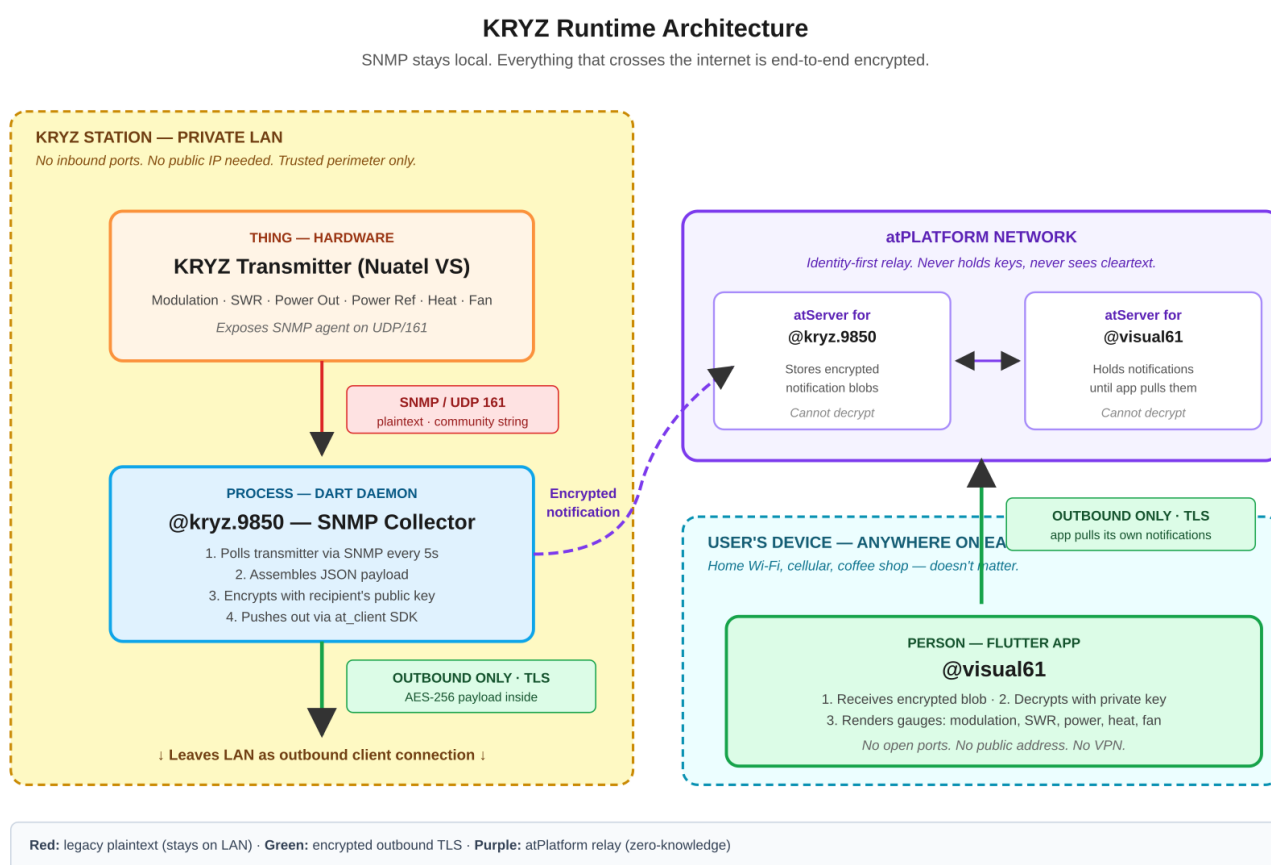 KRYZ Runtime Architecture
SNMP stays local. Everything that crosses the internet is end-to-end encrypted.
KRYZ STATION — PRIVATE LAN
No inbound ports. No public IP needed. Trusted perimeter only.
THING — HARDWARE
KRYZ Transmitter (Nuatel VS)
Modulation · SWR · Power Out · Power Ref · Heat · Fan
Exposes SNMP agent on UDP/161
SNMP / UDP 161
plaintext · community string
PROCESS — DART DAEMON
@kryz.9850 — SNMP Collector
1. Polls transmitter via SNMP every 5s
2. Assembles JSON payload
3. Encrypts with recipient's public key
4. Pushes out via at_client SDK
OUTBOUND ONLY · TLS
AES-256 payload inside
↓ Leaves LAN as outbound client connection ↓
Encrypted
notification
atPLATFORM NETWORK
Identity-first relay. Never holds keys, never sees cleartext.
atServer for
@kryz.9850
Stores encrypted
notification blobs
Cannot decrypt
atServer for
@visual61
Holds notifications
until app pulls them
Cannot decrypt
OUTBOUND ONLY · TLS
app pulls its own notifications
USER'S DEVICE — ANYWHERE ON EA
Home Wi-Fi, cellular, coffee shop — doesn't matter.
PERSON — FLUTTER APP
@visual61
1. Receives encrypted blob · 2. Decrypts with private key
3. Renders gauges: modulation, SWR, power, heat, fan
No open ports. No public address. No VPN.
Red: legacy plaintext (stays on LAN) · Green: encrypted outbound TLS · Purple: atPlatform relay (zero-knowledge)